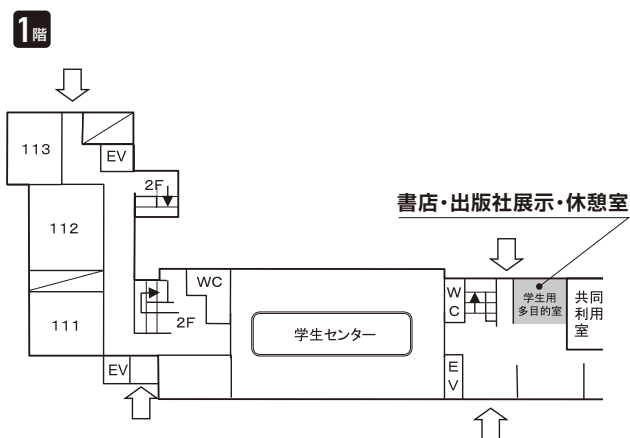 1階
113
EV
2F
書店・出版社展示・休憩室
112
WC
WC
学生用
多目的室
共同
利用
室
111
2F
学生センター
EV
EV